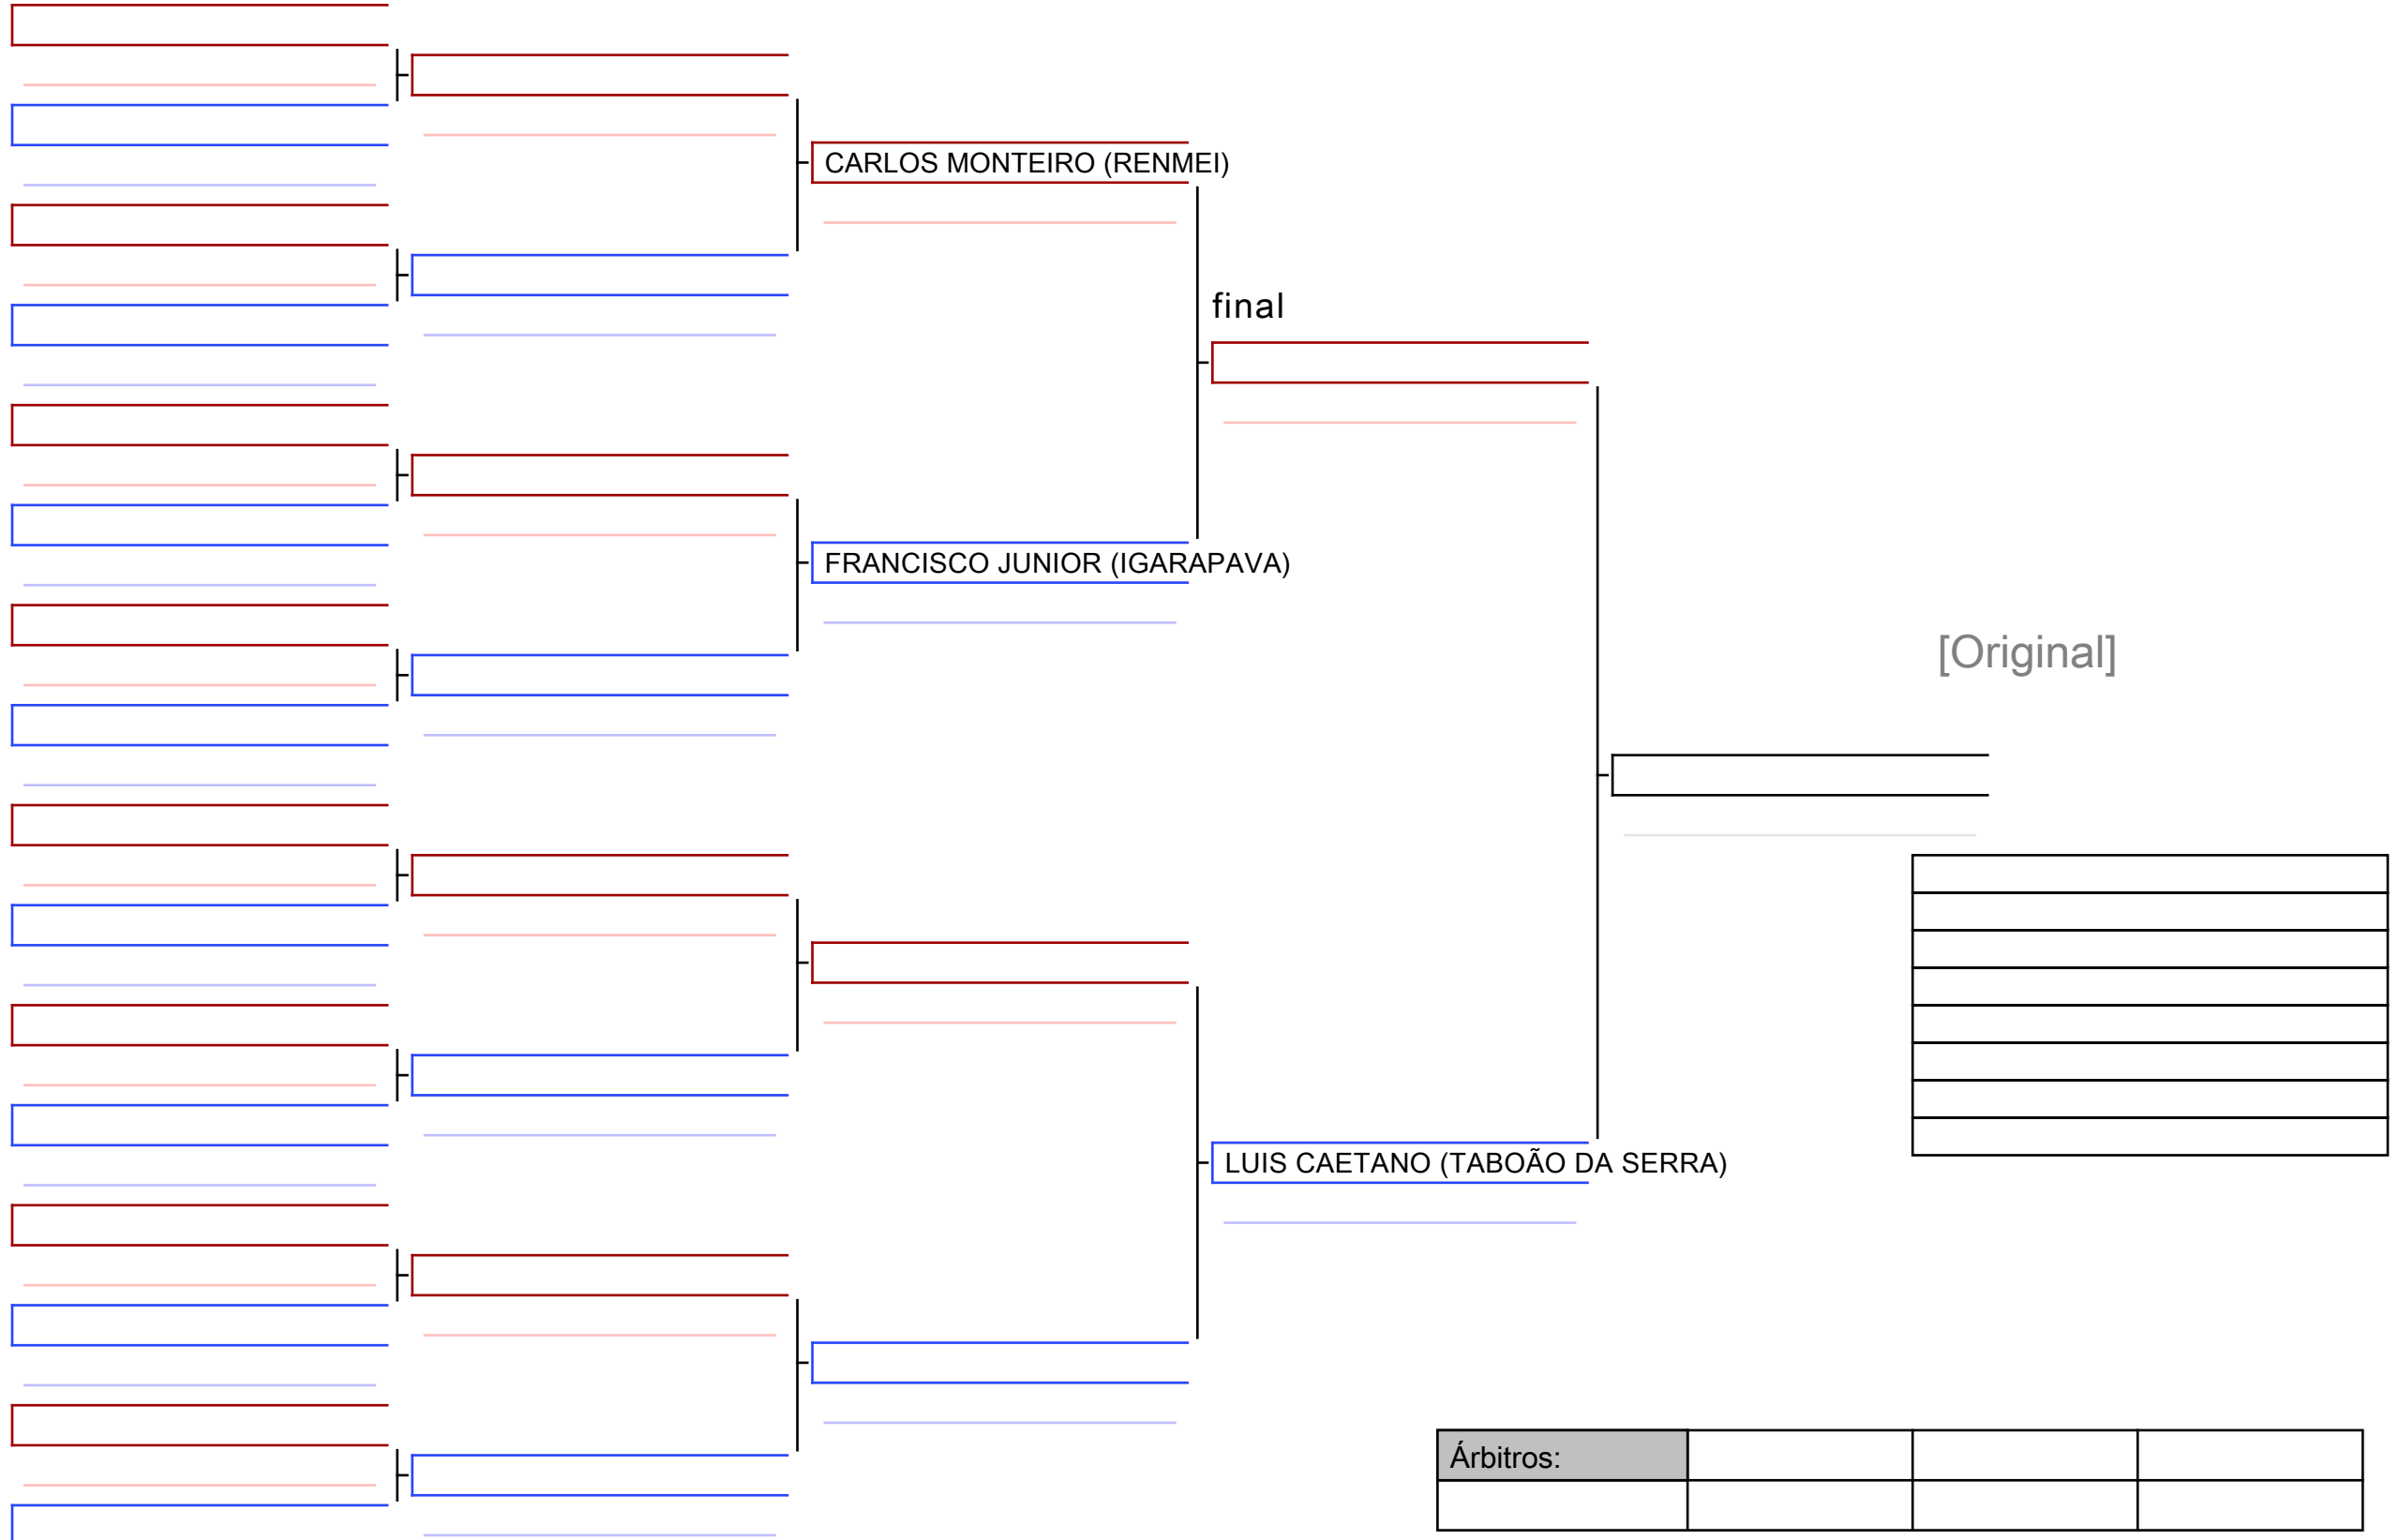 CARLOS MONTEIRO (RENMEI)
final
FRANCISCO JUNIOR (IGARAPAVA)
[Original]
LUIS CAETANO (TABOÃO DA SERRA)
Árbitros: